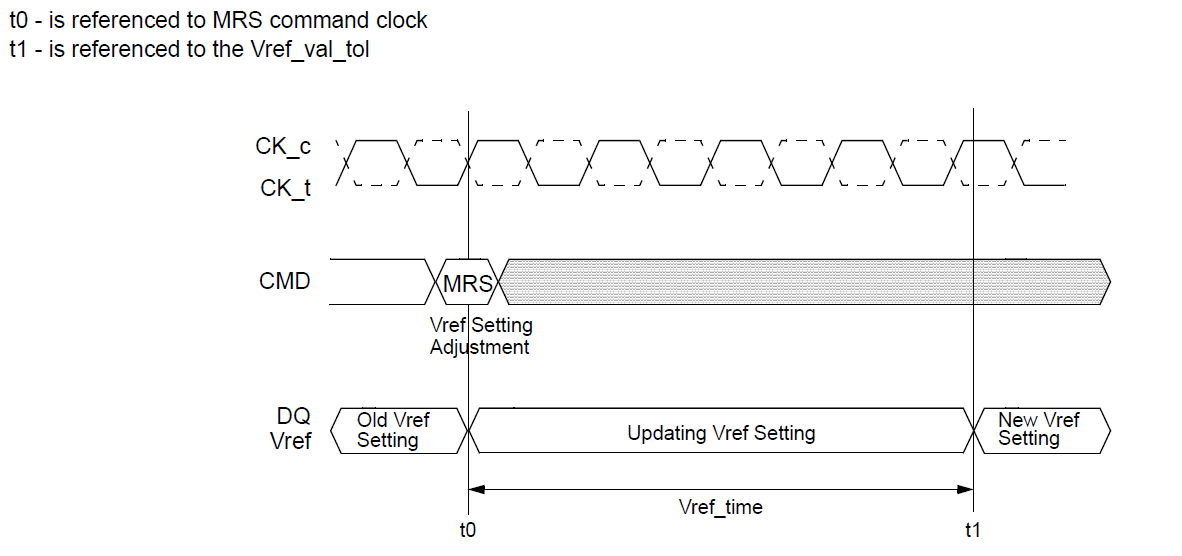 t0 - is referenced to MRS command clock
t1 - is referenced to the Vref_val_tol
CK_c
CK_t
CMD
MRS
Vref Setting
Adjustment
DQ
Vref
Old Vref
Setting
Updating Vref Setting
New Vref
Setting
Vref_time
t0
t1